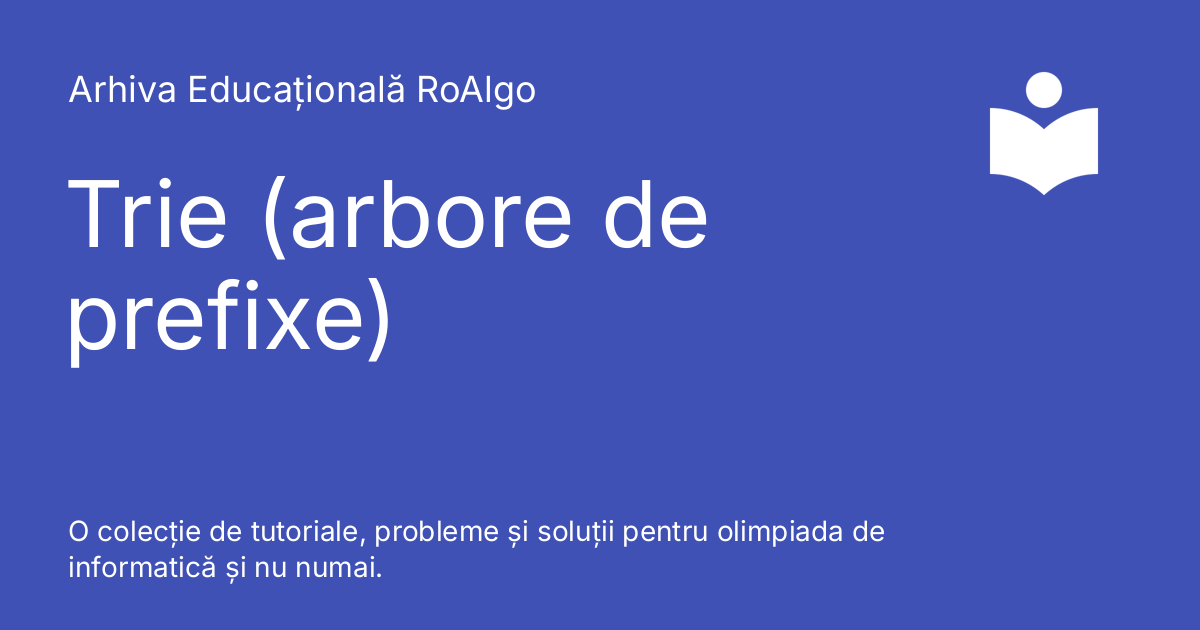 Arhiva Educațională RoAlgo
Trie (arbore de
prefixe)
O colecție de tutoriale, probleme și soluții pentru olimpiada de
informatică și nu numai.